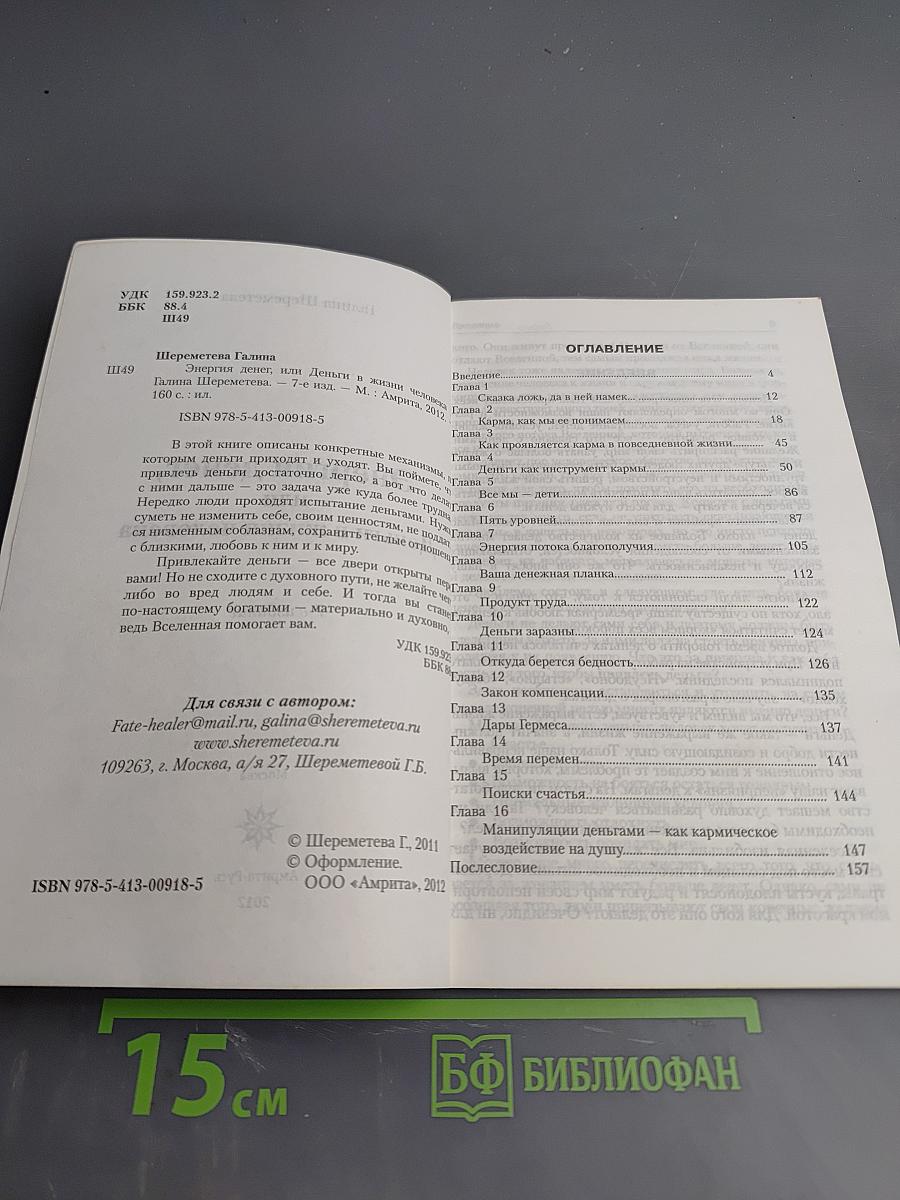 УДК 159.923.2
ББК 88.4
Ш49
Шереметева Галина
Ш49 Энергия денег, или Деньги в жизни человека
Галина Шереметева. — 7-е изд. — М. : Амрита, 2012.
160 с. : ил.
ISBN 978-5-413-00918-5
В этой книге описаны конкретные механизмы,
которым деньги приходят и уходят. Вы поймете,
привлечь деньги достаточно легко, а вот что
с ними дальше — это задача уже куда более
Нередко люди проходят испытание деньгами.
суметь не изменить себе, своим ценностям, не
ся низменным соблазнам, сохранить теплые
с близкими, любовь к ним и к миру.
Привлекайте деньги — все двери открыты
вами! Но не сходите с духовного пути, не желайте
либо во вред людям и себе. И тогда вы
по-настоящему богатыми — материально и духовно,
ведь Вселенная помогает вам.
УДК 159.92
ББК
Для связи с автором:
Fate-healer@mail.ru, galina@sheremeteva.ru
www.sheremeteva.ru
109263, г. Москва, а/я 27, Шереметевой Г.Б.
© Шереметева Г., 2011
© Оформление.
ISBN 978-5-413-00918-5 ООО «Амрита», 2012
ОГЛАВЛЕНИЕ
Введение 4
Глава 1
Сказка ложь, да в ней намек... 12
Глава 2
Карма, как мы ее понимаем 18
Глава 3
Как проявляется карма в повседневной жизни 45
Глава 4
Деньги как инструмент кармы 50
Глава 5
Все мы — дети 86
Глава 6
Пять уровней 87
Глава 7
Энергия потока благополучия 105
Глава 8
Ваша денежная планка 112
Глава 9
Продукт труда 122
Глава 10
Деньги заразны 124
Глава 11
Откуда берется бедность 126
Глава 12
Закон компенсации 135
Глава 13
Дары Гермеса 137
Глава 14
Время перемен 141
Глава 15
Поиски счастья 144
Глава 16
Манипуляции деньгами — как кармическое
воздействие на душу 147
Послесловие 157
15 см
БФ БИБЛИОФАН